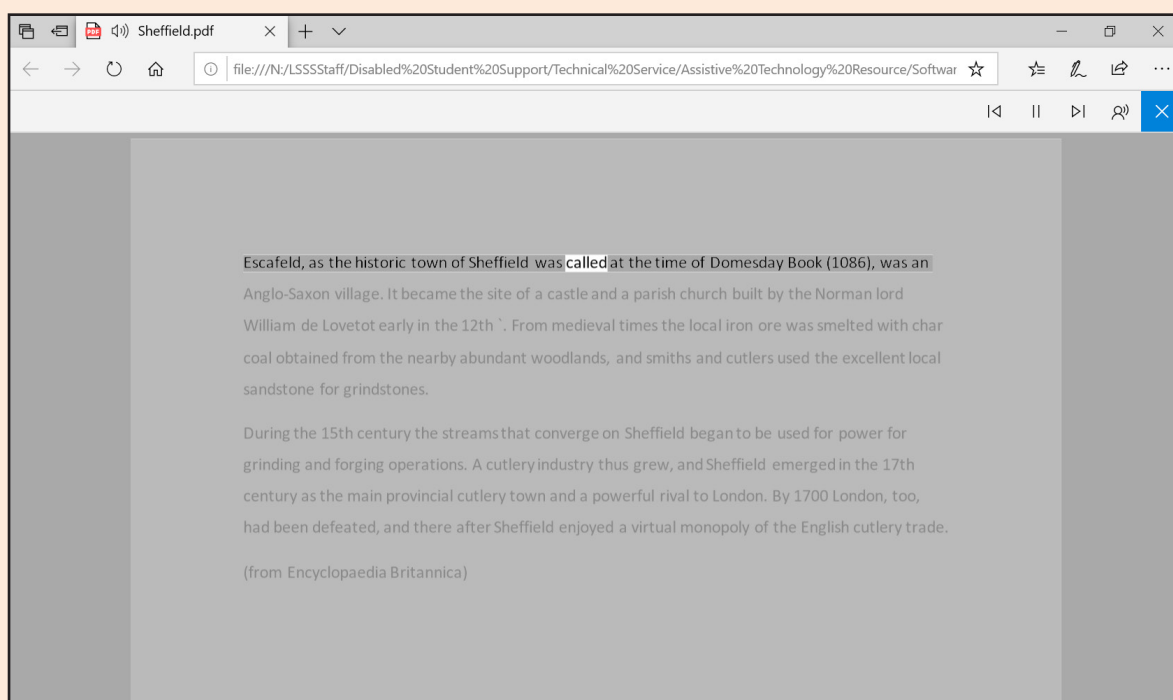 Sheffield.pdf
file:///N:/LSSSStaff/Disabled%20Student%20Support/Technical%20Service/Assistive%20Technology%20Resource/Softwar
Escafeld, as the historic town of Sheffield was called at the time of Domesday Book (1086), was an
Anglo-Saxon village. It became the site of a castle and a parish church built by the Norman lord
William de Lovetot early in the 12th `. From medieval times the local iron ore was smelted with char
coal obtained from the nearby abundant woodlands, and smiths and cutlers used the excellent local
sandstone for grindstones.
During the 15th century the streams that converge on Sheffield began to be used for power for
grinding and forging operations. A cutlery industry thus grew, and Sheffield emerged in the 17th
century as the main provincial cutlery town and a powerful rival to London. By 1700 London, too,
had been defeated, and there after Sheffield enjoyed a virtual monopoly of the English cutlery trade.
(from Encyclopaedia Britannica)